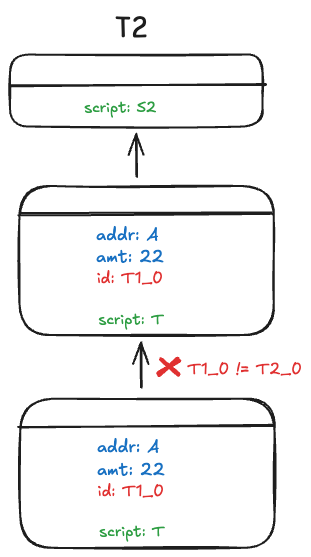 T2
script: S2
addr: A
amt: 22
id: T1_0
script: T
❌ T1_0 != T2_0
addr: A
amt: 22
id: T1_0
script: T